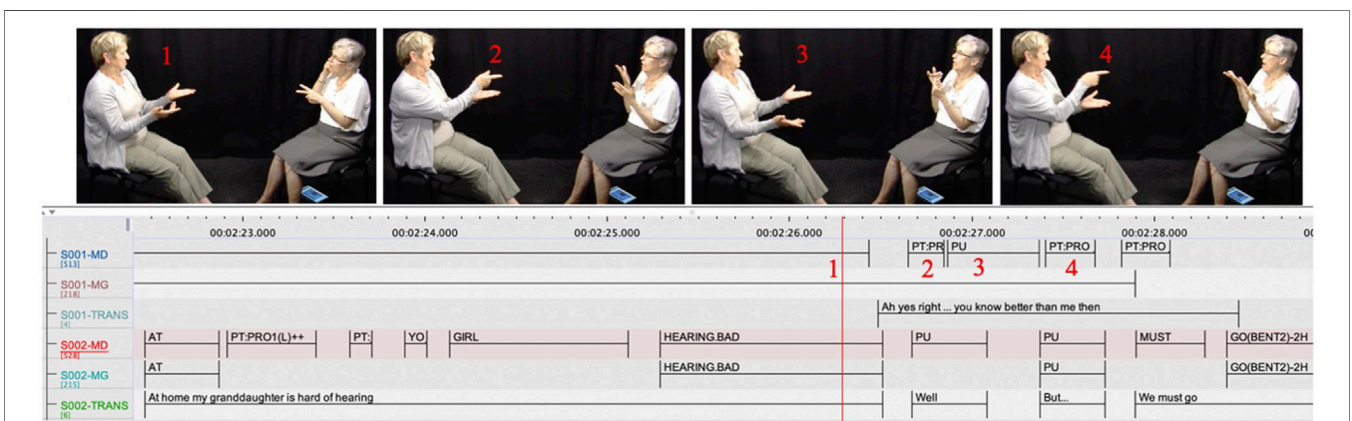 1 2 3 4
00:02:23.000 00:02:24.000 00:02:25.000 00:02:26.000 00:02:27.000 00:02:28.000 00
S001-MD PT:PR PU PT:PRO PT:PRO
[513] 1 2 3 4
S001-MG
[218]
S001-TRANS Ah yes right ... you know better than me then
[4]
S002-MD AT PT:PRO1(L)++ PT: YO GIRL HEARING.BAD PU PU MUST GO(BENT2)-2H
[528]
S002-MG AT HEARING.BAD PU GO(BENT2)-2H
[215]
S002-TRANS At home my granddaughter is hard of hearing Well But... We must go
[6]